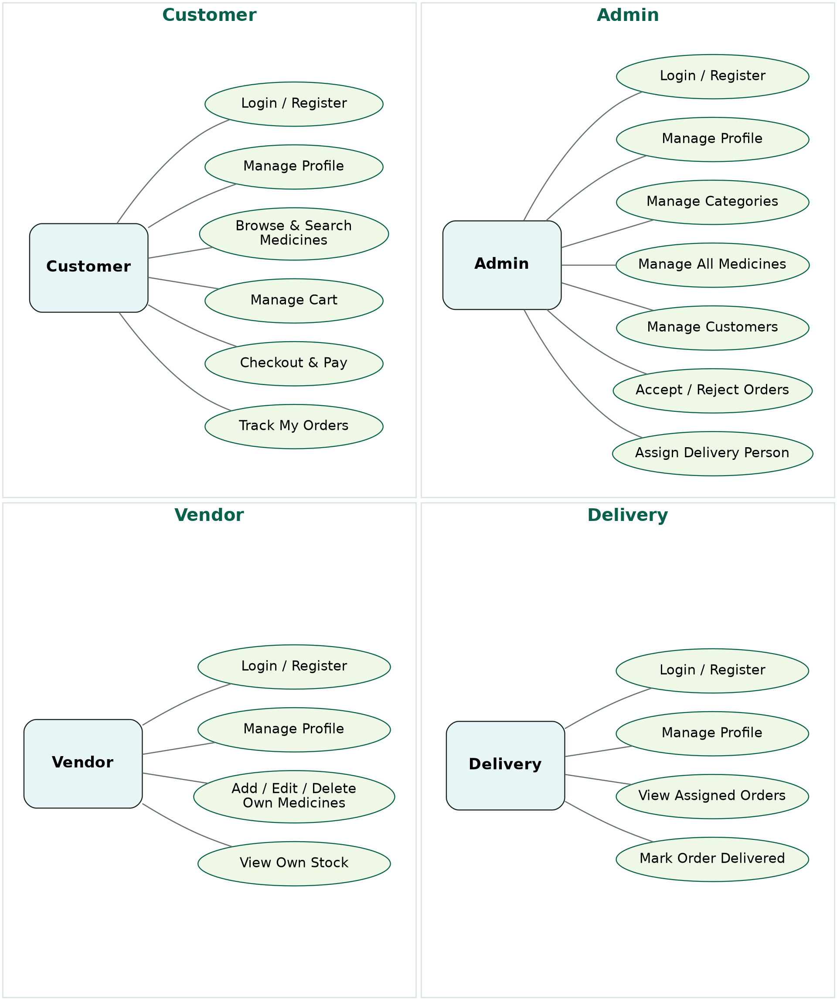 Customer
Login / Register
Manage Profile
Browse & Search
Medicines
Customer
Manage Cart
Checkout & Pay
Track My Orders
Admin
Login / Register
Manage Profile
Manage Categories
Admin
Manage All Medicines
Manage Customers
Accept / Reject Orders
Assign Delivery Person
Vendor
Login / Register
Manage Profile
Vendor
Add / Edit / Delete
Own Medicines
View Own Stock
Delivery
Login / Register
Manage Profile
Delivery
View Assigned Orders
Mark Order Delivered